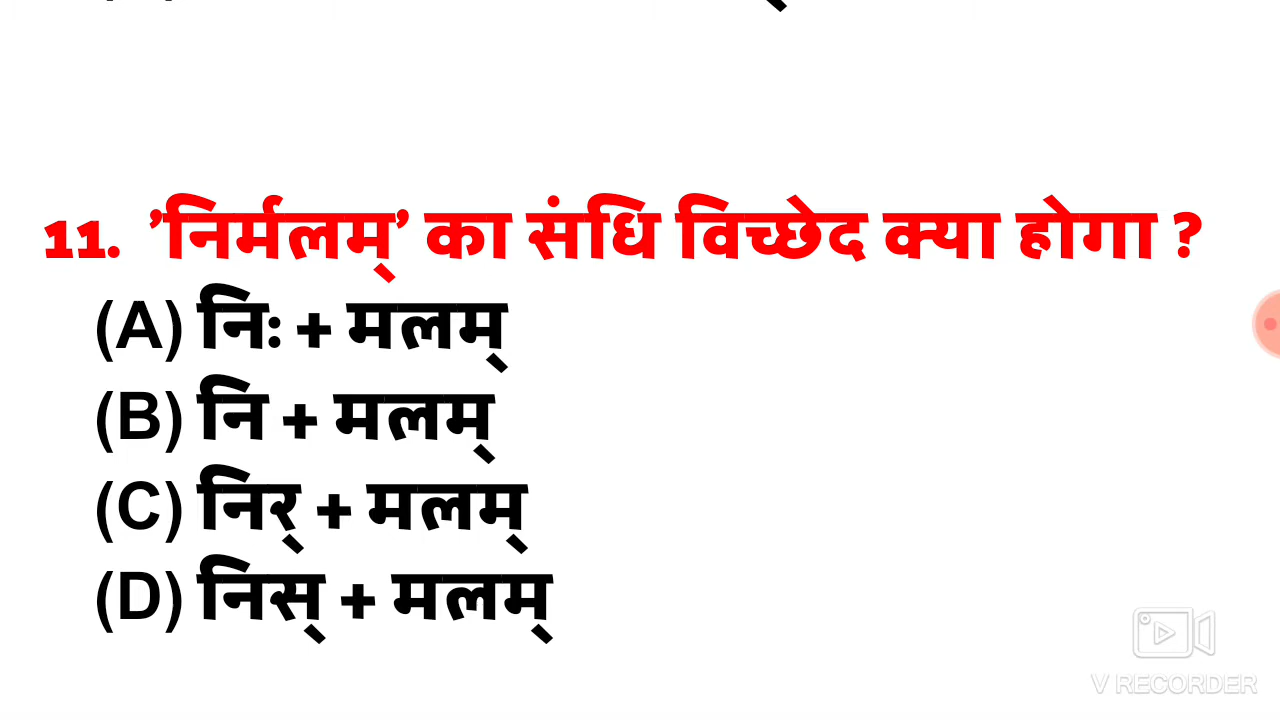 11. ’निर्मलम्’ का संधि विच्छेद क्या होगा ?
(A) निः + मलम्
(B) नि + मलम्
(C) निर् + मलम्
(D) निस् + मलम्
V RECORDER